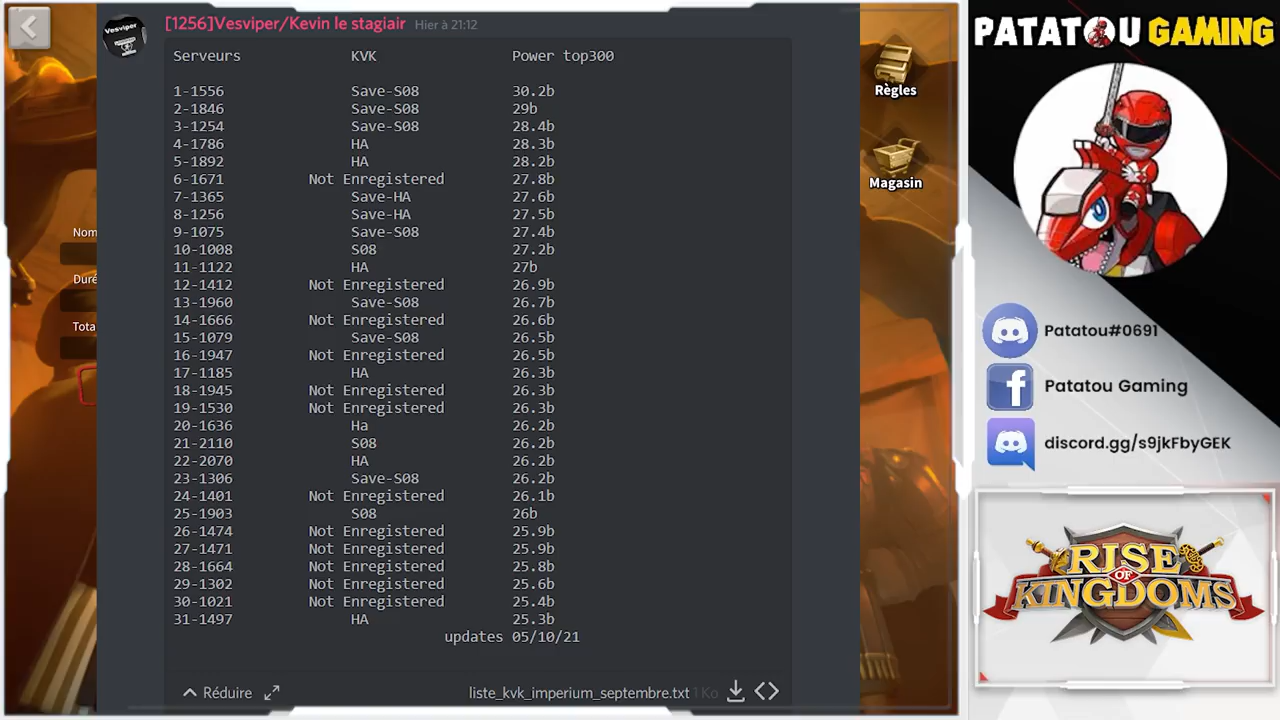 [1256]Vesviper/Kevin le stagiair Hier à 21:12
Vesviper
Serveurs KVK Power top300
1-1556 Save-S08 30.2b
2-1846 Save-S08 29b
3-1254 Save-S08 28.4b
4-1786 HA 28.3b
5-1892 HA 28.2b
6-1671 Not Enregistered 27.8b
7-1365 Save-HA 27.6b
8-1256 Save-HA 27.5b
9-1075 Save-S08 27.4b
10-1008 S08 27.2b
11-1122 HA 27b
12-1412 Not Enregistered 26.9b
13-1960 Save-S08 26.7b
14-1666 Not Enregistered 26.6b
15-1079 Save-S08 26.5b
16-1947 Not Enregistered 26.5b
17-1185 HA 26.3b
18-1945 Not Enregistered 26.3b
19-1530 Not Enregistered 26.3b
20-1636 Ha 26.2b
21-2110 S08 26.2b
22-2070 HA 26.2b
23-1306 Save-S08 26.2b
24-1401 Not Enregistered 26.1b
25-1903 S08 26b
26-1474 Not Enregistered 25.9b
27-1471 Not Enregistered 25.9b
28-1664 Not Enregistered 25.8b
29-1302 Not Enregistered 25.6b
30-1021 Not Enregistered 25.4b
31-1497 HA 25.3b
updates 05/10/21
Réduire liste_kvk_imperium_septembre.txt 1 Ko
Nom
Duré
Tota
Règles
Magasin
PATATOU GAMING
Patatou#0691
Patatou Gaming
discord.gg/s9jkFbyGEK
RISE
OF
KINGDOMS